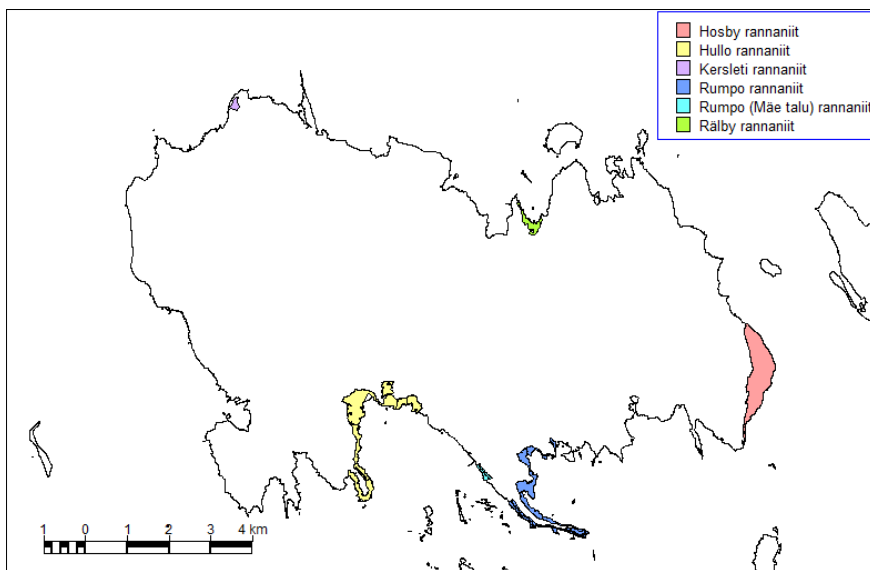 Hosby rannaniit
Hullo rannaniit
Kersleti rannaniit
Rumpo rannaniit
Rumpo (Mäe talu) rannaniit
Rälby rannaniit
1 0 1 2 3 4 km